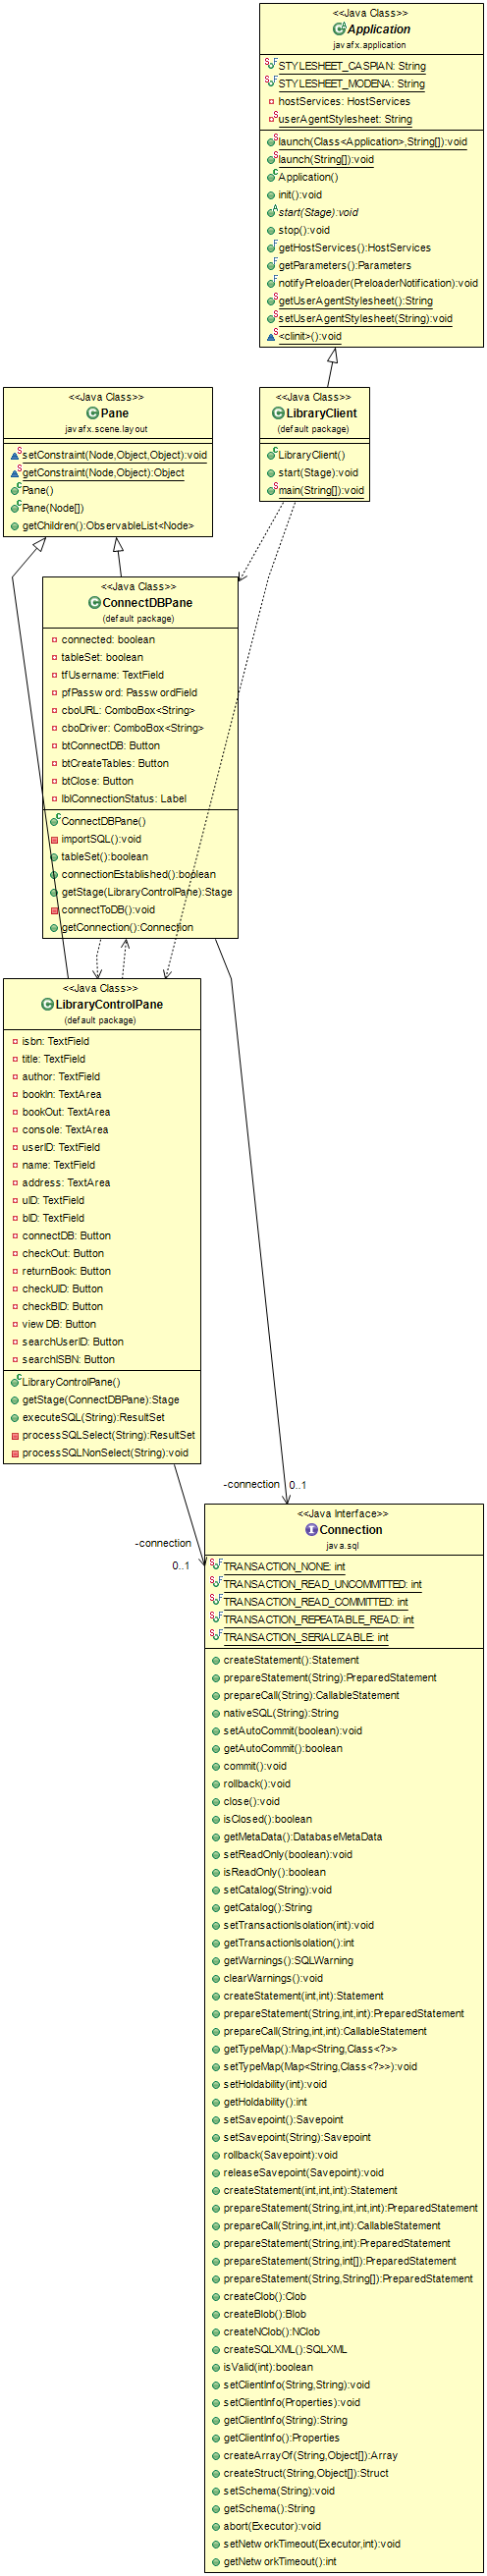 <<Java Class>>
Application
javafx.application
STYLESHEET_CASPIAN: String
STYLESHEET_MODENA: String
hostServices: HostServices
userAgentStylesheet: String
launch(Class<Application>,String[]):void
launch(String[]):void
Application()
init():void
start(Stage):void
stop():void
getHostServices():HostServices
getParameters():Parameters
notifyPreloader(PreloaderNotification):void
getUserAgentStylesheet():String
setUserAgentStylesheet(String):void
<clinit>():void
<<Java Class>>
Pane
javafx.scene.layout
setConstraint(Node,Object,Object):void
getConstraint(Node,Object):Object
Pane()
Pane(Node[])
getChildren():ObservableList<Node>
<<Java Class>>
LibraryClient
(default package)
LibraryClient()
start(Stage):void
main(String[]):void
<<Java Class>>
ConnectDBPane
(default package)
connected: boolean
tableSet: boolean
tfUsername: TextField
pfPassword: PasswordField
cboURL: ComboBox<String>
cboDriver: ComboBox<String>
btConnectDB: Button
btCreateTables: Button
btClose: Button
lblConnectionStatus: Label
ConnectDBPane()
importSQL():void
tableSet():boolean
connectionEstablished():boolean
getStage(LibraryControlPane):Stage
connectToDB():void
getConnection():Connection
<<Java Class>>
LibraryControlPane
(default package)
isbn: TextField
title: TextField
author: TextField
bookIn: TextArea
bookOut: TextArea
console: TextArea
userID: TextField
name: TextField
address: TextArea
uID: TextField
bID: TextField
connectDB: Button
checkOut: Button
returnBook: Button
checkUID: Button
checkBID: Button
viewDB: Button
searchUserID: Button
searchISBN: Button
LibraryControlPane()
getStage(ConnectDBPane):Stage
executeSQL(String):ResultSet
processSQLSelect(String):ResultSet
processSQLNonSelect(String):void
-connection 0..1
-connection
0..1
<<Java Interface>>
Connection
java.sql
TRANSACTION_NONE: int
TRANSACTION_READ_UNCOMMITTED: int
TRANSACTION_READ_COMMITTED: int
TRANSACTION_REPEATABLE_READ: int
TRANSACTION_SERIALIZABLE: int
createStatement():Statement
prepareStatement(String):PreparedStatement
prepareCall(String):CallableStatement
nativeSQL(String):String
setAutoCommit(boolean):void
getAutoCommit():boolean
commit():void
rollback():void
close():void
isClosed():boolean
getMetaData():DatabaseMetaData
setReadOnly(boolean):void
isReadOnly():boolean
setCatalog(String):void
getCatalog():String
setTransactionIsolation(int):void
getTransactionIsolation():int
getWarnings():SQLWarning
clearWarnings():void
createStatement(int,int):Statement
prepareStatement(String,int,int):PreparedStatement
prepareCall(String,int,int):CallableStatement
getTypeMap():Map<String,Class<?>>
setTypeMap(Map<String,Class<?>>):void
setHoldability(int):void
getHoldability():int
setSavepoint():Savepoint
setSavepoint(String):Savepoint
rollback(Savepoint):void
releaseSavepoint(Savepoint):void
createStatement(int,int,int):Statement
prepareStatement(String,int,int,int):PreparedStatement
prepareCall(String,int,int,int):CallableStatement
prepareStatement(String,int):PreparedStatement
prepareStatement(String,int[]):PreparedStatement
prepareStatement(String,String[]):PreparedStatement
createClob():Clob
createBlob():Blob
createNClob():NClob
createSQLXML():SQLXML
isValid(int):boolean
setClientInfo(String,String):void
setClientInfo(Properties):void
getClientInfo(String):String
getClientInfo():Properties
createArrayOf(String,Object[]):Array
createStruct(String,Object[]):Struct
setSchema(String):void
getSchema():String
abort(Executor):void
setNetworkTimeout(Executor,int):void
getNetworkTimeout():int